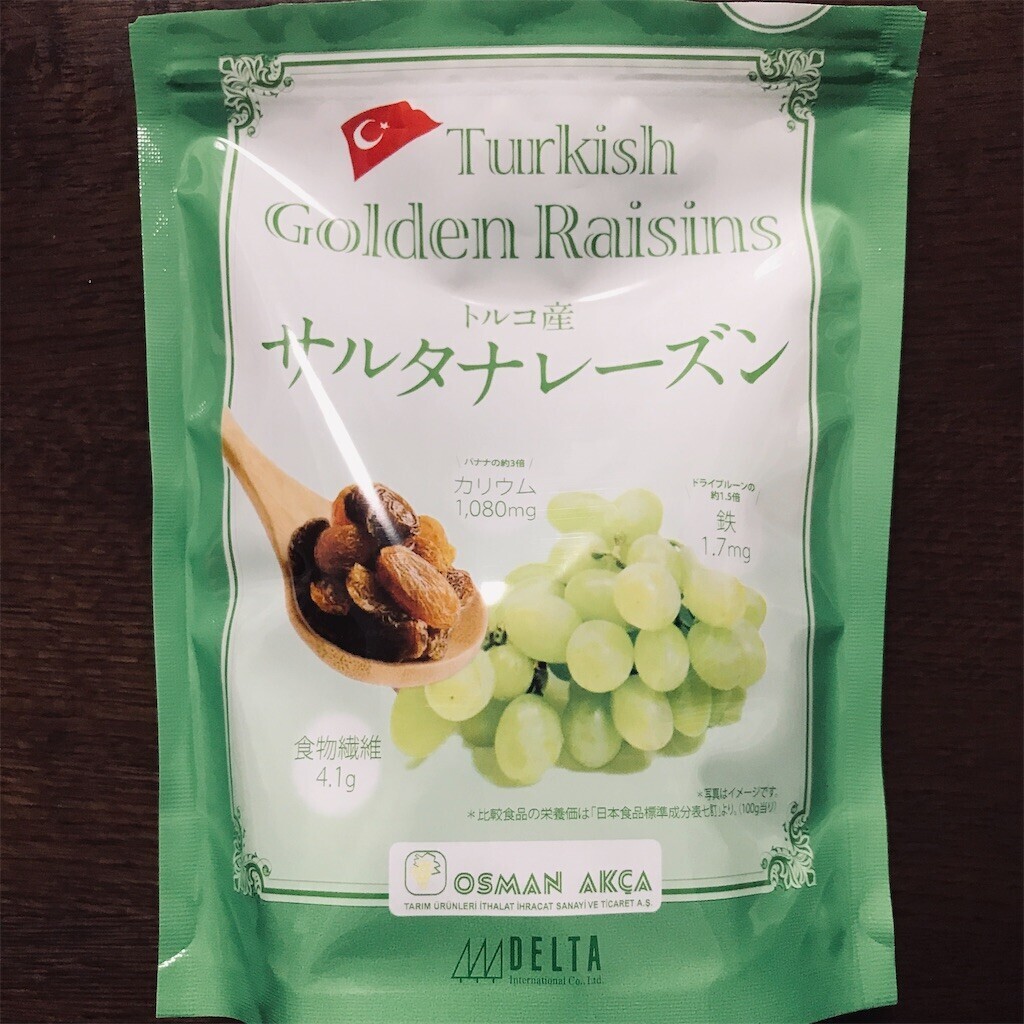 Turkish
Golden Raisins
トルコ産
サルタナレーズン
バナナの約3倍
カリウム
1,080mg
ドライプルーンの
約1.5倍
鉄
1.7mg
食物繊維
4.1g
＊写真はイメージです。
＊比較食品の栄養価は「日本食品標準成分表七訂」より。(100g当り)
OSMAN AKÇA
TARIM ÜRÜNLERİ İTHALAT İHRACAT SANAYİ VE TİCARET A.Ş.
DELTA
International Co., Ltd.